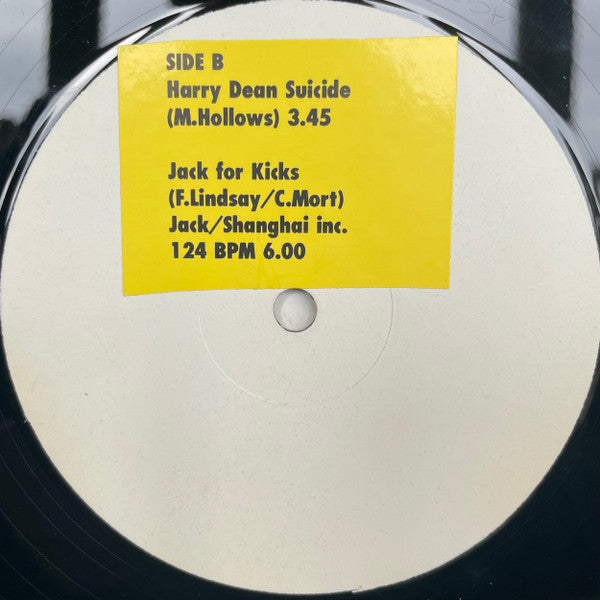 SIDE B
Harry Dean Suicide
(M.Hollows) 3.45
Jack for Kicks
(F.Lindsay/C.Mort)
Jack/Shanghai inc.
124 BPM 6.00